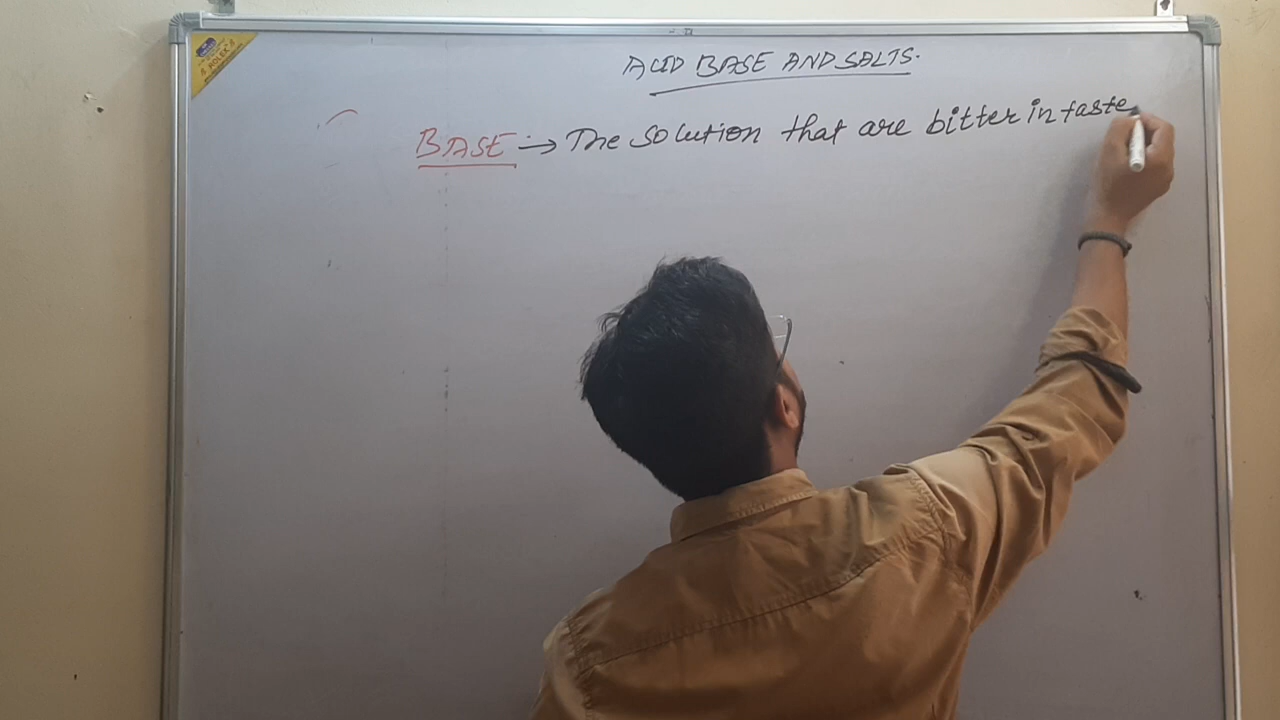 ACID BASE AND SALTS.
BASE :→ The solution that are bitter in taste